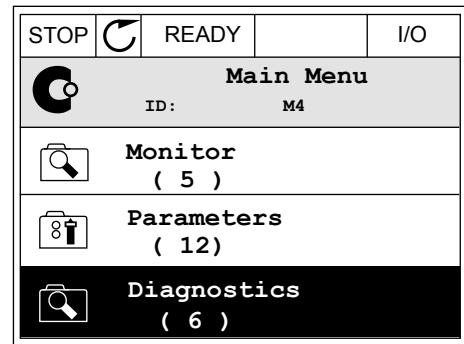 STOP READY I/O
Main Menu
ID: M4
Monitor
( 5 )
Parameters
( 12)
Diagnostics
( 6 )